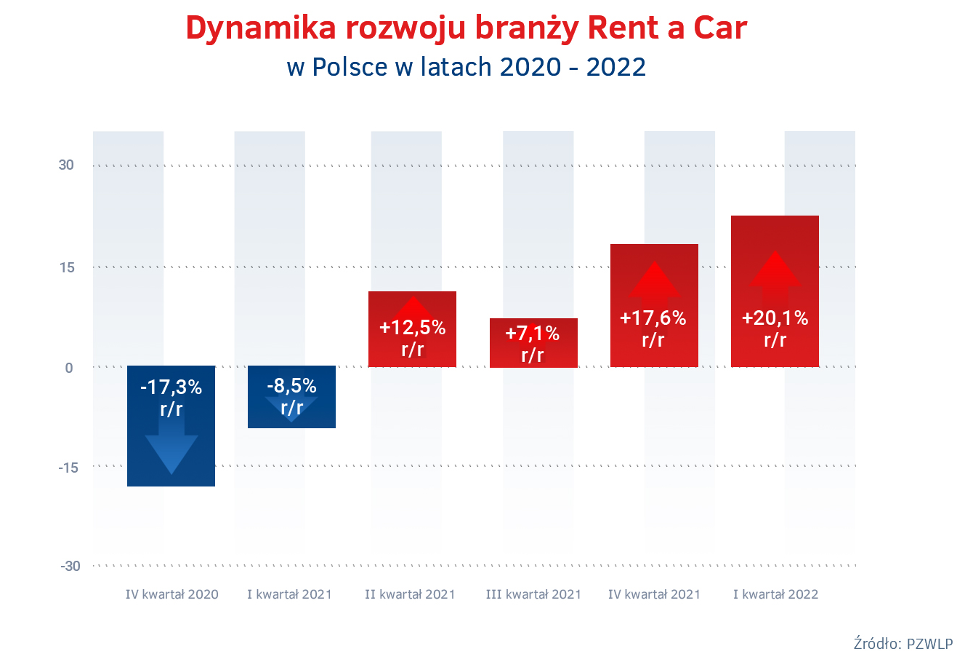 Dynamika rozwoju branży Rent a Car
w Polsce w latach 2020 - 2022
30
15
0
-15
-30
-17,3%
r/r
-8,5%
r/r
+12,5%
r/r
+7,1%
r/r
+17,6%
r/r
+20,1%
r/r
IV kwartał 2020
I kwartał 2021
II kwartał 2021
III kwartał 2021
IV kwartał 2021
I kwartał 2022
Źródło: PZWLP